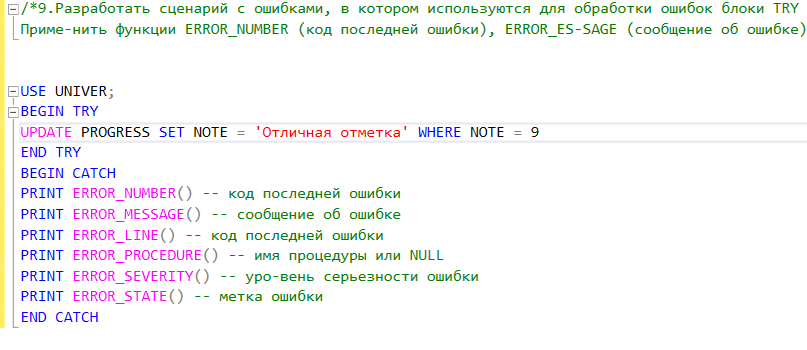 /*9.Разработать сценарий с ошибками, в котором используются для обработки ошибок блоки TRY
Приме-нить функции ERROR_NUMBER (код последней ошибки), ERROR_ES-SAGE (сообщение об ошибке)
USE UNIVER;
BEGIN TRY
UPDATE PROGRESS SET NOTE = 'Отличная отметка' WHERE NOTE = 9
END TRY
BEGIN CATCH
PRINT ERROR_NUMBER() -- код последней ошибки
PRINT ERROR_MESSAGE() -- сообщение об ошибке
PRINT ERROR_LINE() -- код последней ошибки
PRINT ERROR_PROCEDURE() -- имя процедуры или NULL
PRINT ERROR_SEVERITY() -- уро-вень серьезности ошибки
PRINT ERROR_STATE() -- метка ошибки
END CATCH